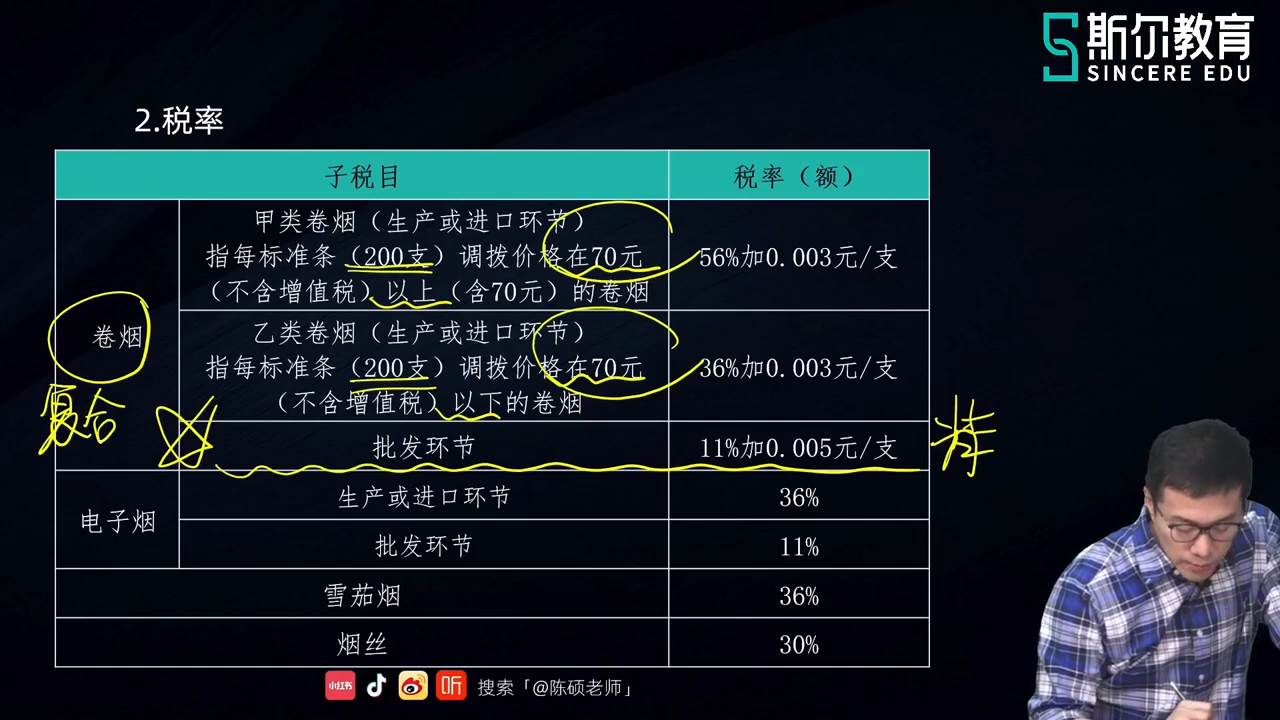 斯尔教育
SINCERE EDU
2.税率
子税目 税率（额）
甲类卷烟（生产或进口环节）
指每标准条（200支）调拨价格在70元
（不含增值税）以上（含70元）的卷烟
56%加0.003元/支
卷烟
乙类卷烟（生产或进口环节）
指每标准条（200支）调拨价格在70元
（不含增值税）以下的卷烟
36%加0.003元/支
复合
批发环节 11%加0.005元/支
电子烟
生产或进口环节 36%
批发环节 11%
雪茄烟 36%
烟丝 30%
小红书
听
搜索「@陈硕老师」